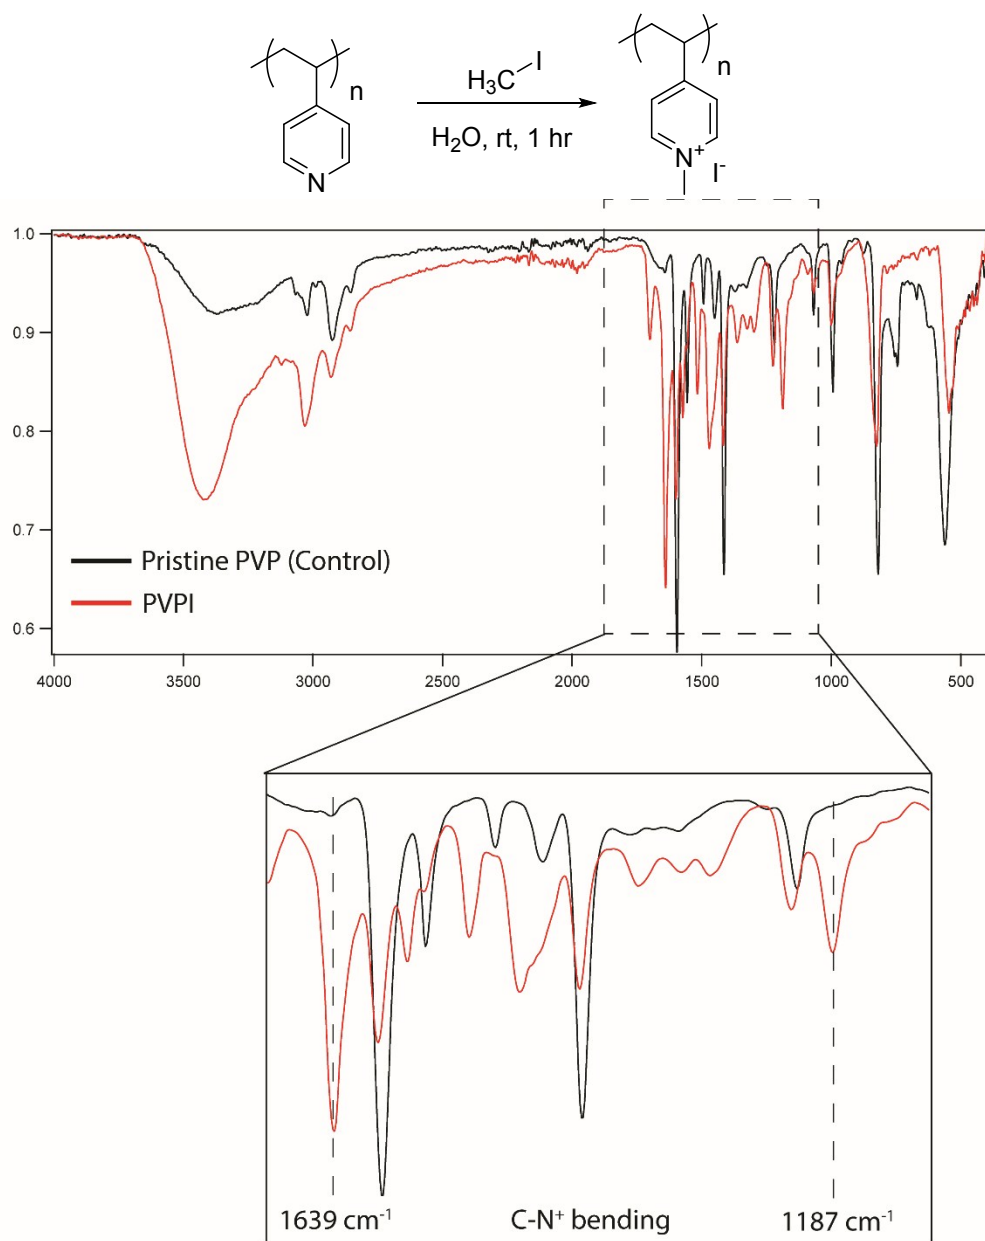 n
n
H₃C I
H₂O, rt, 1 hr
N
N⁺
I⁻
1.0
0.9
0.8
0.7
0.6
Pristine PVP (Control)
PVPI
4000 3500 3000 2500 2000 1500 1000 500
1639 cm⁻¹ C-N⁺ bending 1187 cm⁻¹